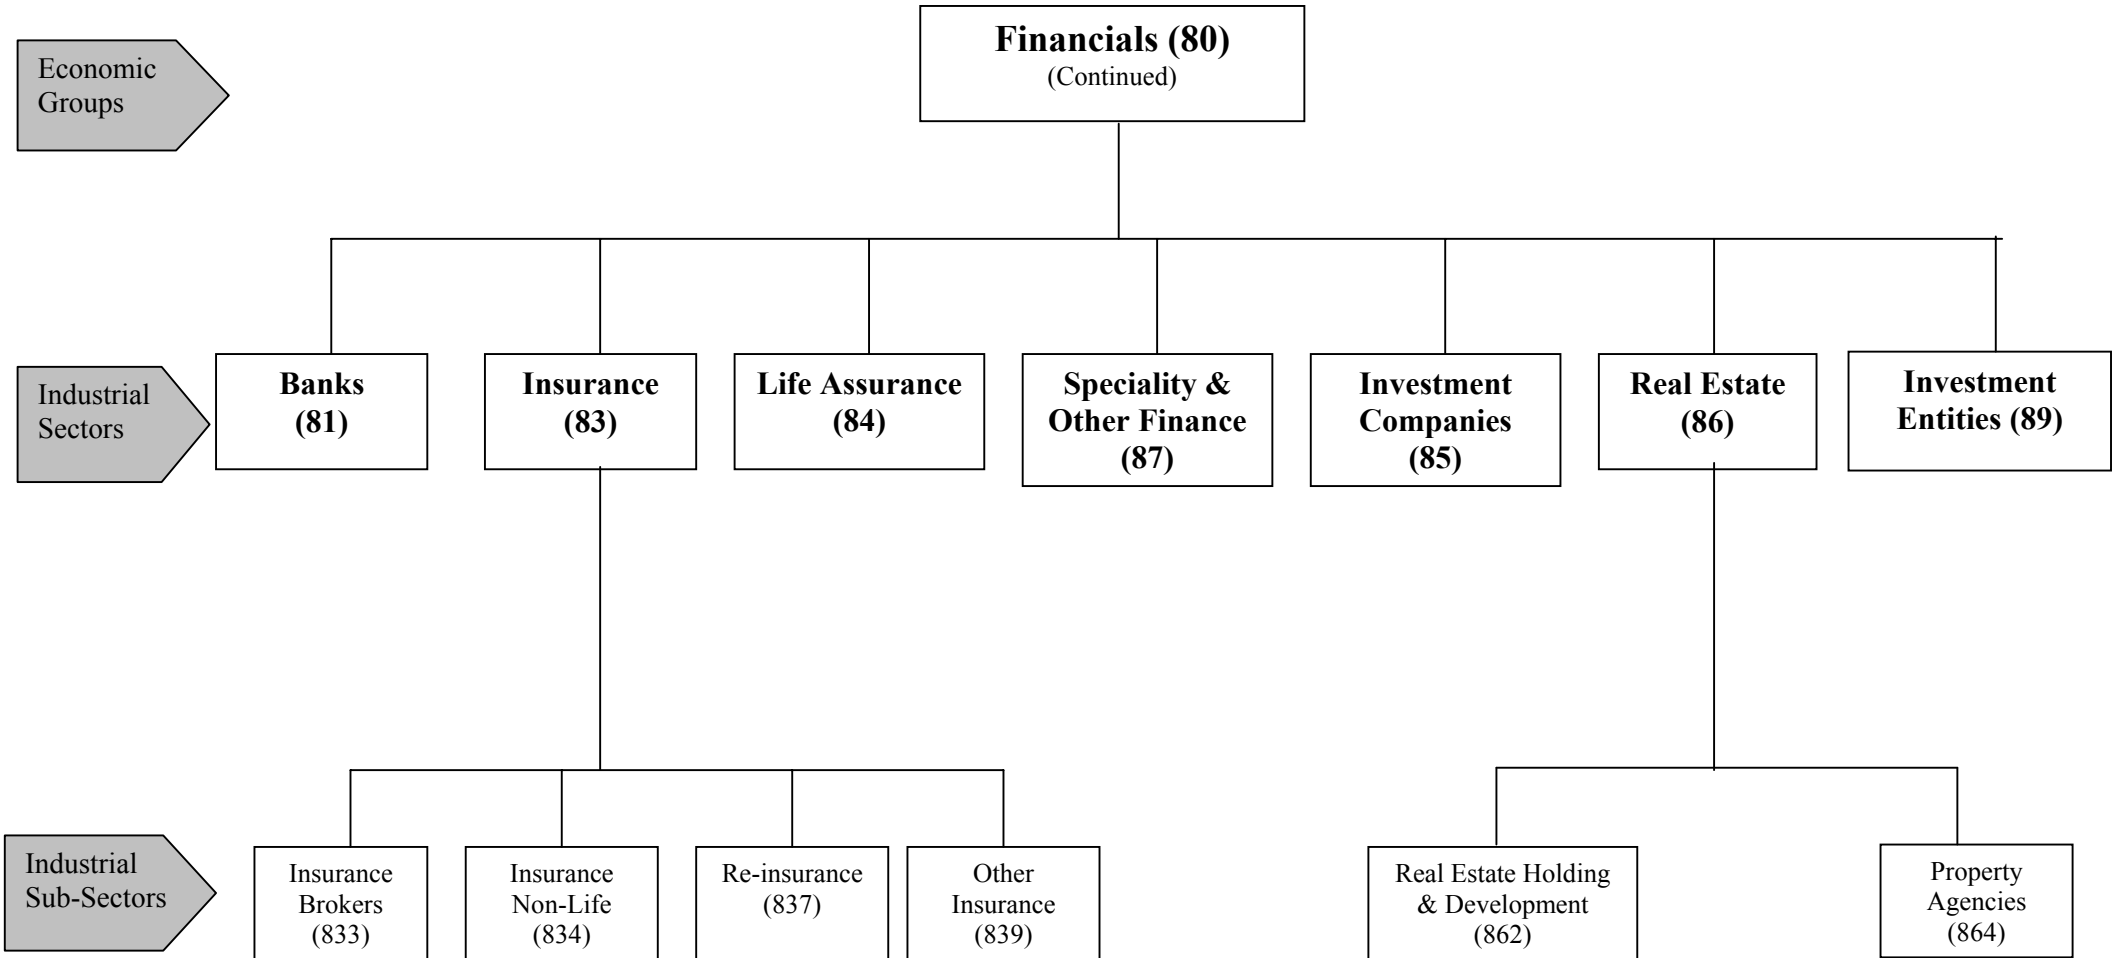 Economic
Groups
Financials (80)
(Continued)
Industrial
Sectors
Banks
(81)
Insurance
(83)
Life Assurance
(84)
Speciality &
Other Finance
(87)
Investment
Companies
(85)
Real Estate
(86)
Investment
Entities (89)
Industrial
Sub-Sectors
Insurance
Brokers
(833)
Insurance
Non-Life
(834)
Re-insurance
(837)
Other
Insurance
(839)
Real Estate Holding
& Development
(862)
Property
Agencies
(864)